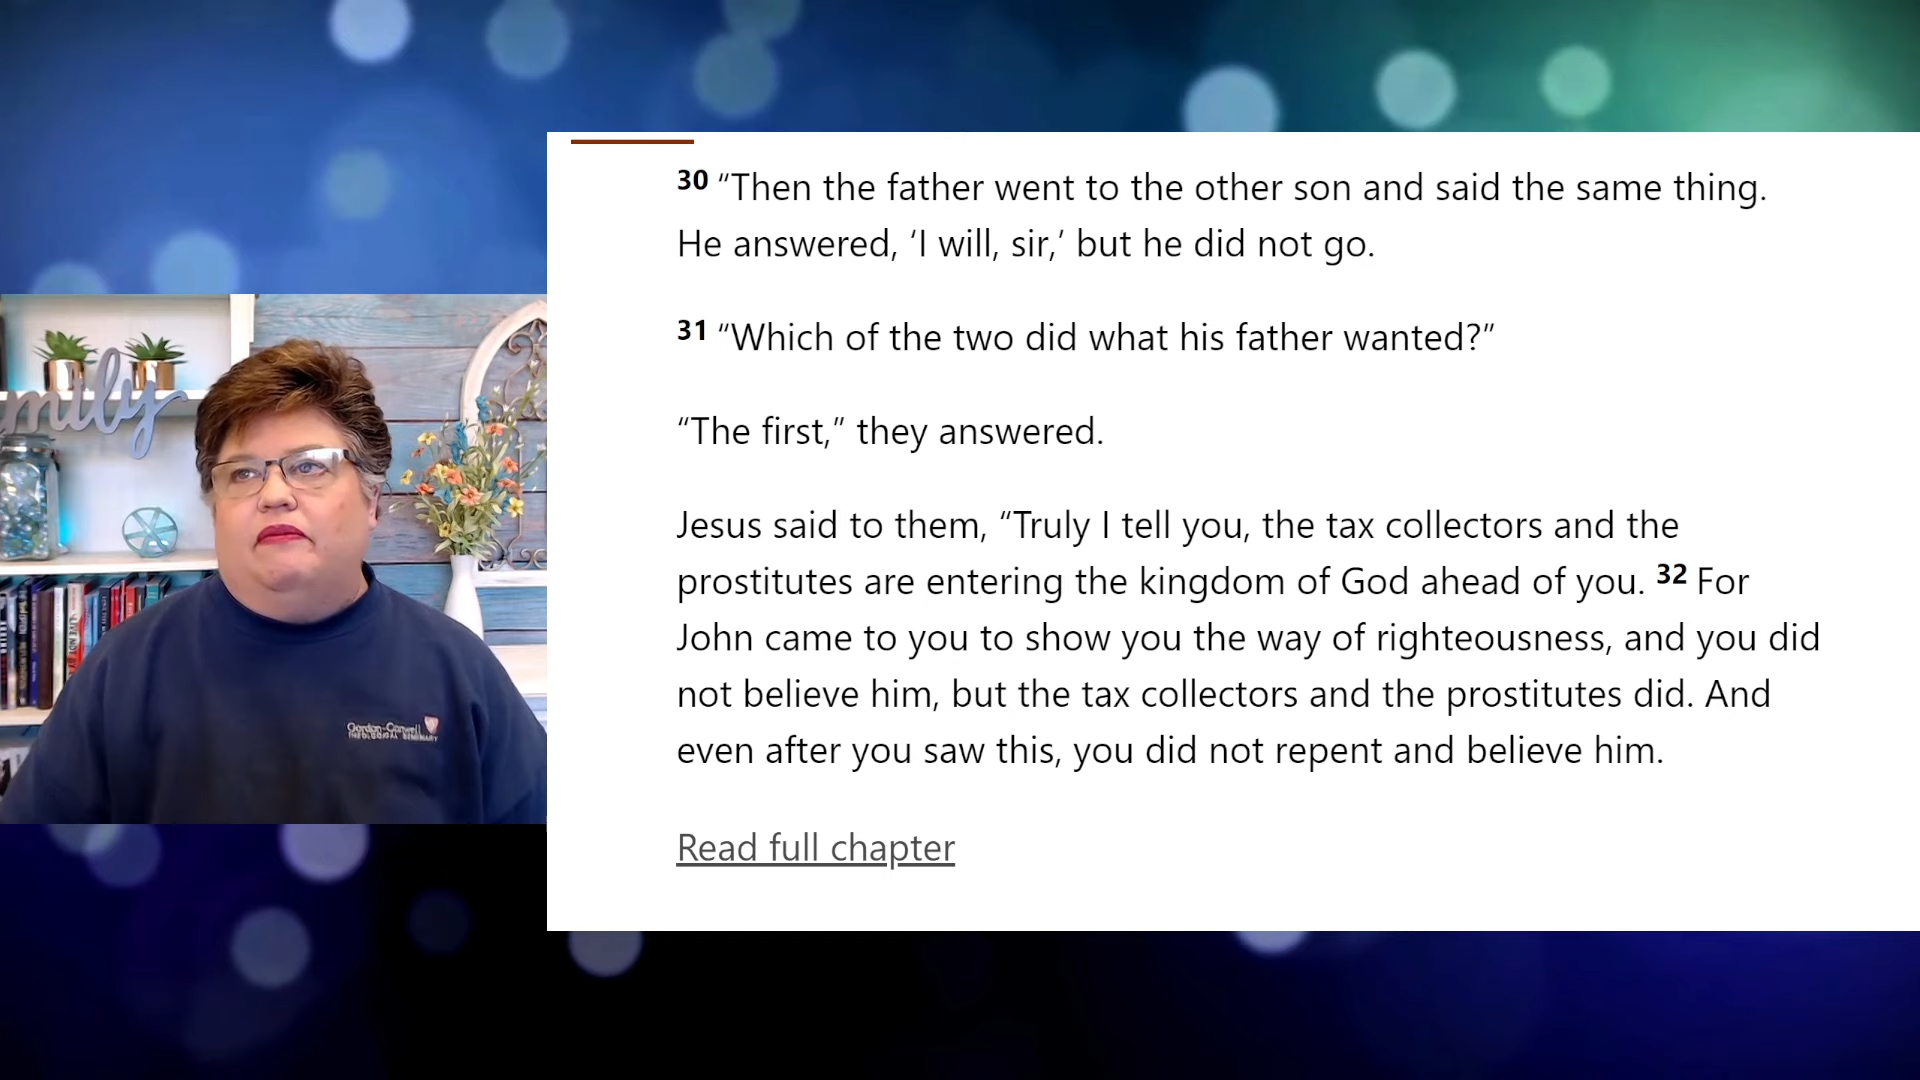 30 “Then the father went to the other son and said the same thing.
He answered, ‘I will, sir,’ but he did not go.
31 “Which of the two did what his father wanted?”
“The first,” they answered.
Jesus said to them, “Truly I tell you, the tax collectors and the
prostitutes are entering the kingdom of God ahead of you. 32 For
John came to you to show you the way of righteousness, and you did
not believe him, but the tax collectors and the prostitutes did. And
even after you saw this, you did not repent and believe him.
Read full chapter
mily
Gordon-Conwell
THEOLOGICAL SEMINARY